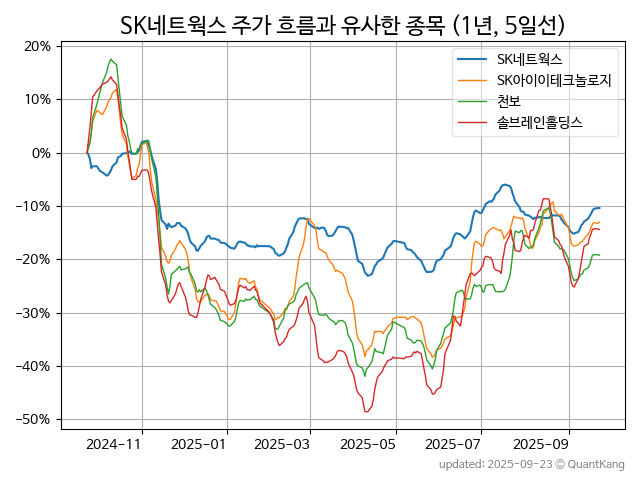 SK네트웍스 주가 흐름과 유사한 종목 (1년, 5일선)
SK네트웍스
SK아이이테크놀로지
천보
솔브레인홀딩스
20%
10%
0%
−10%
−20%
−30%
−40%
−50%
2024-11
2025-01
2025-03
2025-05
2025-07
2025-09
updated: 2025-09-23 © QuantKang